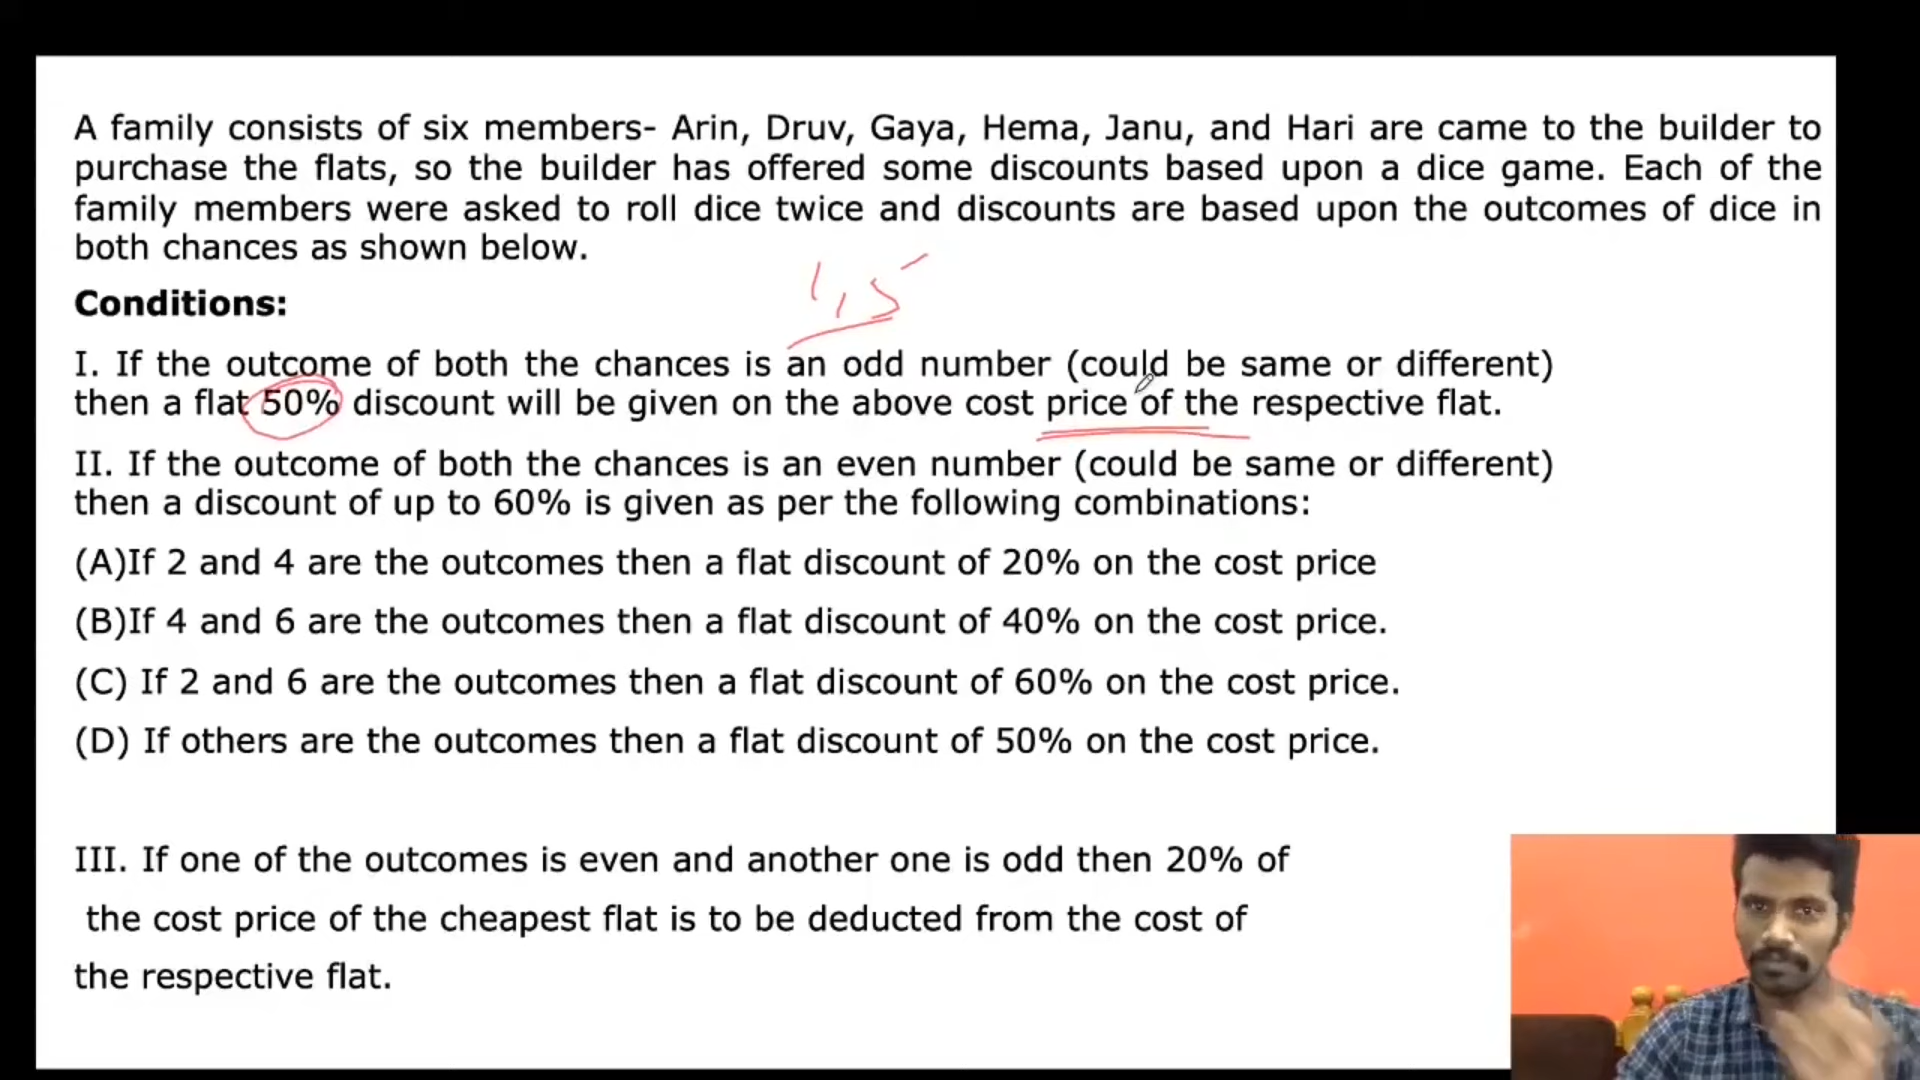 A family consists of six members- Arin, Druv, Gaya, Hema, Janu, and Hari are came to the builder to
purchase the flats, so the builder has offered some discounts based upon a dice game. Each of the
family members were asked to roll dice twice and discounts are based upon the outcomes of dice in
both chances as shown below.
1,5
Conditions:
I. If the outcome of both the chances is an odd number (could be same or different)
then a flat 50% discount will be given on the above cost price of the respective flat.
II. If the outcome of both the chances is an even number (could be same or different)
then a discount of up to 60% is given as per the following combinations:
(A)If 2 and 4 are the outcomes then a flat discount of 20% on the cost price
(B)If 4 and 6 are the outcomes then a flat discount of 40% on the cost price.
(C) If 2 and 6 are the outcomes then a flat discount of 60% on the cost price.
(D) If others are the outcomes then a flat discount of 50% on the cost price.
III. If one of the outcomes is even and another one is odd then 20% of
the cost price of the cheapest flat is to be deducted from the cost of
the respective flat.